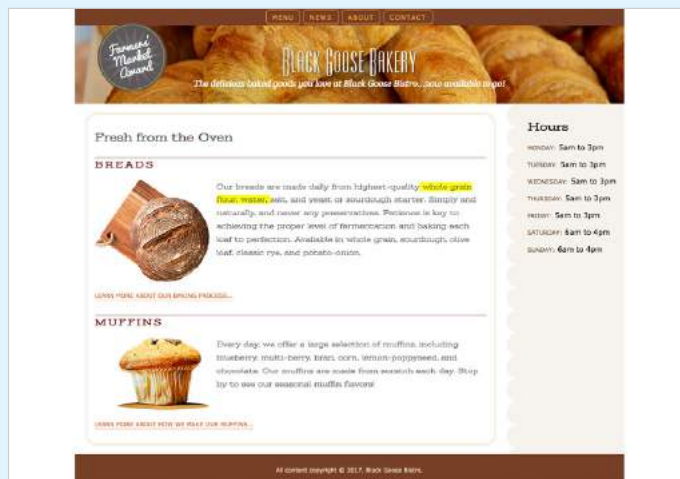 MENU NEWS ABOUT CONTACT
Farmers'
Market
Award
BLACK GOOSE BAKERY
The delicious baked goods you love at Black Goose Bistro...now available to go!
Fresh from the Oven
BREADS
Our breads are made daily from highest-quality whole grain
flour, water, salt, and yeast or sourdough starter. Simply and
naturally, and never any preservatives. Patience is key to
achieving the proper level of fermentation and baking each
loaf to perfection. Available in whole grain, sourdough, olive
loaf, classic rye, and potato-onion.
LEARN MORE ABOUT OUR BAKING PROCESS...
MUFFINS
Every day, we offer a large selection of muffins, including
blueberry, multi-berry, bran, corn, lemon-poppyseed, and
chocolate. Our muffins are made from scratch each day. Stop
by to see our seasonal muffin flavors!
LEARN MORE ABOUT HOW WE MAKE OUR MUFFINS...
Hours
MONDAY: 5am to 3pm
TUESDAY: 5am to 3pm
WEDNESDAY: 5am to 3pm
THURSDAY: 5am to 3pm
FRIDAY: 5am to 3pm
SATURDAY: 6am to 4pm
SUNDAY: 6am to 4pm
All content copyright © 2017, Black Goose Bistro.